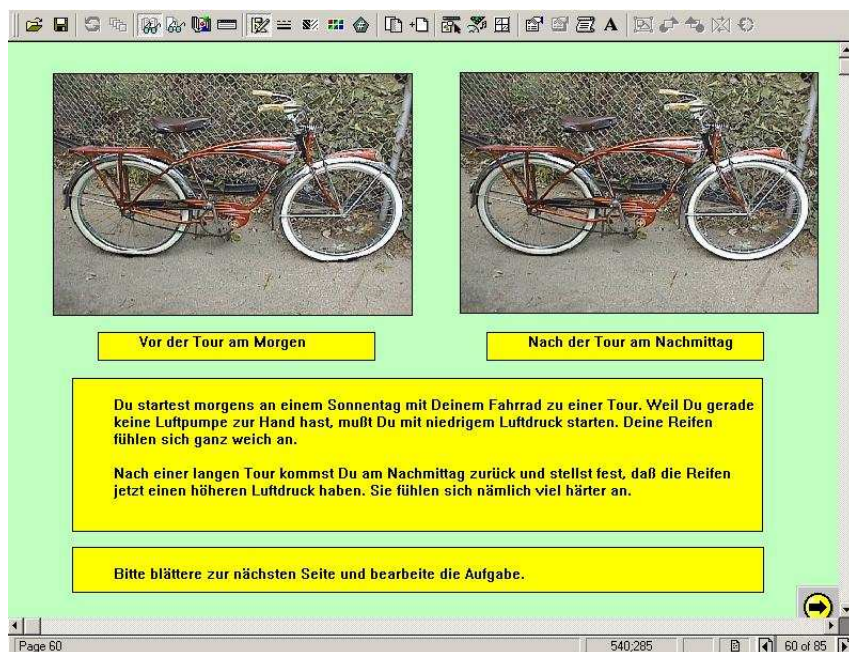 Vor der Tour am Morgen
Nach der Tour am Nachmittag
Du startest morgens an einem Sonnentag mit Deinem Fahrrad zu einer Tour. Weil Du gerade
keine Luftpumpe zur Hand hast, mußt Du mit niedrigem Luftdruck starten. Deine Reifen
fühlen sich ganz weich an.
Nach einer langen Tour kommst Du am Nachmittag zurück und stellst fest, daß die Reifen
jetzt einen höheren Luftdruck haben. Sie fühlen sich nämlich viel härter an.
Bitte blättere zur nächsten Seite und bearbeite die Aufgabe.
Page 60
540;285
60 of 85